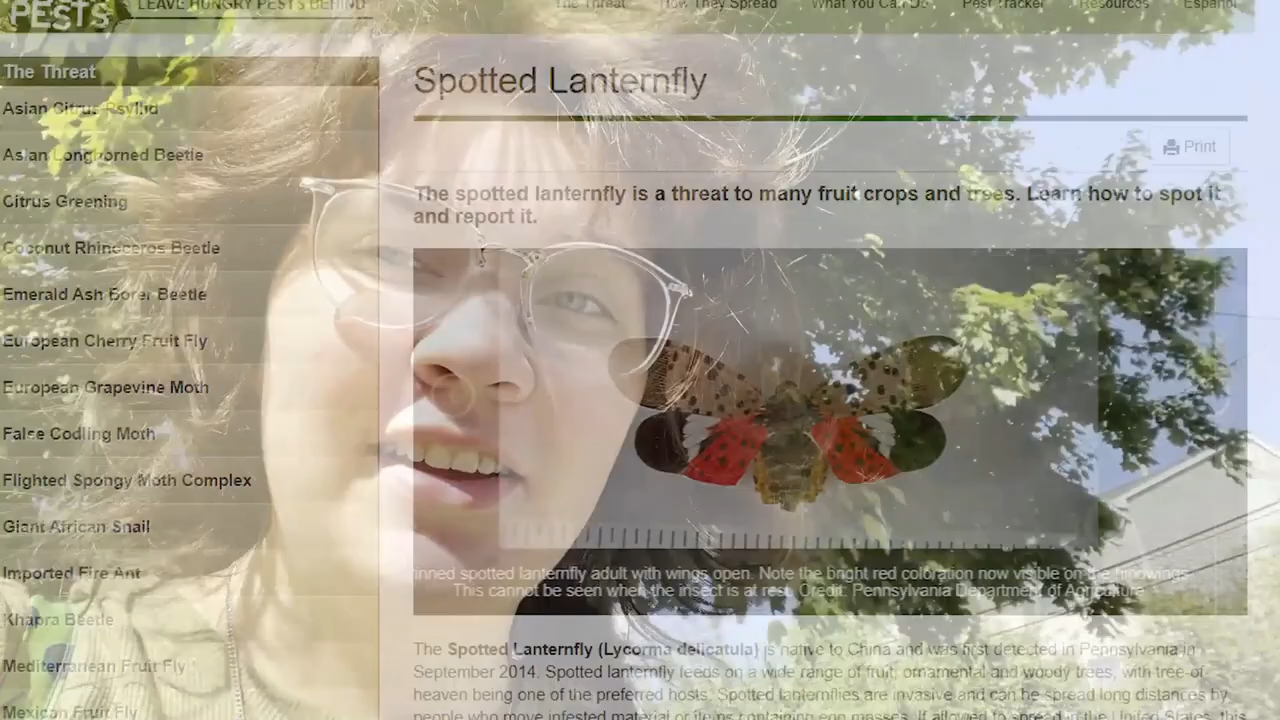 PESTS
LEAVE HUNGRY PESTS BEHIND
The Threat
How They Spread
What You Can Do
Pest Tracker
Resources
Español
The Threat
Asian Citrus Psyllid
Asian Longhorned Beetle
Citrus Greening
Coconut Rhinoceros Beetle
Emerald Ash Borer Beetle
European Cherry Fruit Fly
European Grapevine Moth
False Codling Moth
Flighted Spongy Moth Complex
Giant African Snail
Imported Fire Ant
Khapra Beetle
Mediterranean Fruit Fly
Mexican Fruit Fly
Spotted Lanternfly
Print
The spotted lanternfly is a threat to many fruit crops and trees. Learn how to spot it
and report it.
inned spotted lanternfly adult with wings open. Note the bright red coloration now visible on the hindwings.
This cannot be seen when the insect is at rest. Credit: Pennsylvania Department of Agriculture
The Spotted Lanternfly (Lycorma delicatula) is native to China and was first detected in Pennsylvania in
September 2014. Spotted lanternfly feeds on a wide range of fruit, ornamental and woody trees, with tree-of-
heaven being one of the preferred hosts. Spotted lanternflies are invasive and can be spread long distances by
people who move infested material or items containing egg masses. If allowed to spread in the United States, this